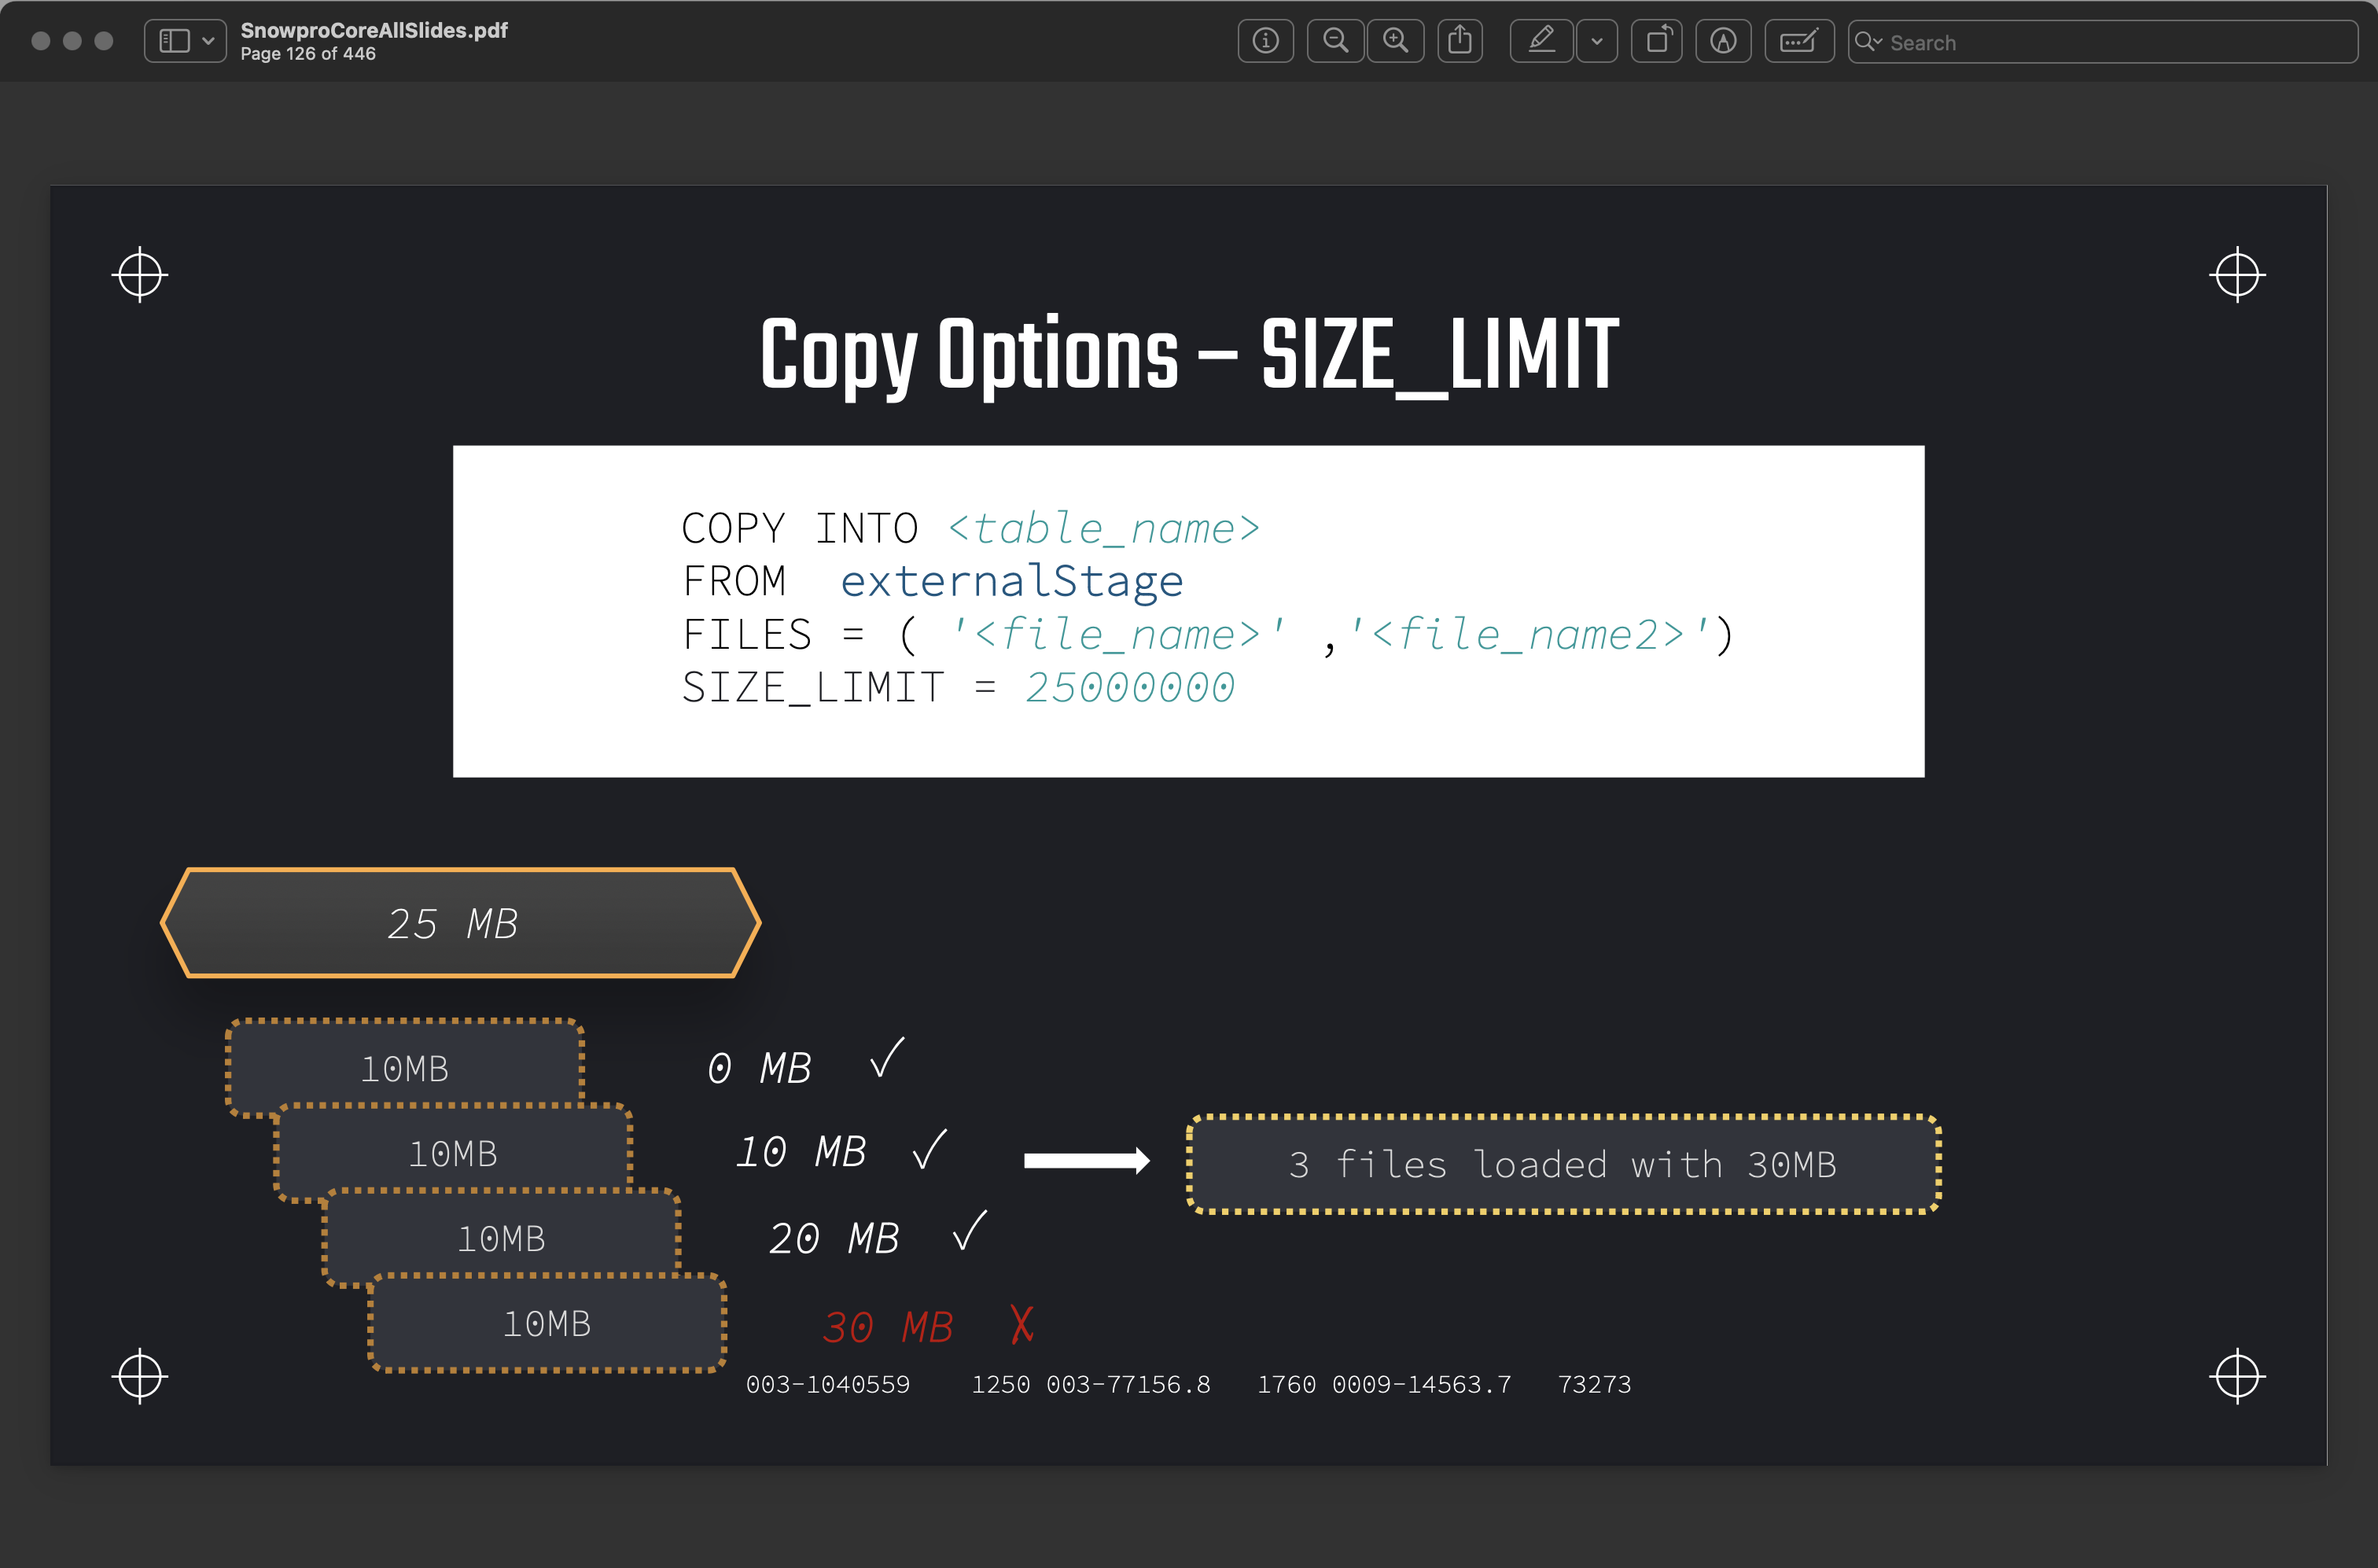 SnowproCoreAllSlides.pdf
Page 126 of 446
Search
Copy Options – SIZE_LIMIT
COPY INTO <table_name>
FROM  externalStage
FILES = ( '<file_name>' ,'<file_name2>')
SIZE_LIMIT = 25000000
25 MB
10MB
0 MB ✓
10MB
10 MB ✓
3 files loaded with 30MB
10MB
20 MB ✓
10MB
30 MB X
003-1040559    1250 003-77156.8   1760 0009-14563.7   73273